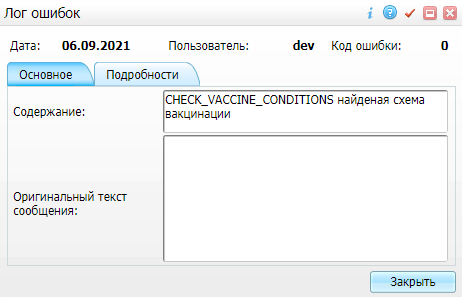 Лог ошибок
Дата: 06.09.2021 Пользователь: dev Код ошибки: 0
Основное Подробности
Содержание:
CHECK_VACCINE_CONDITIONS найденая схема
вакцинации
Оригинальный текст
сообщения:
Закрыть